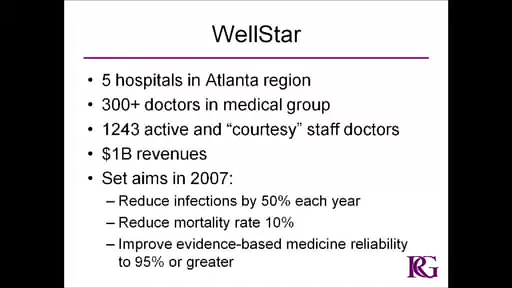 WellStar
• 5 hospitals in Atlanta region
• 300+ doctors in medical group
• 1243 active and “courtesy” staff doctors
• $1B revenues
• Set aims in 2007:
– Reduce infections by 50% each year
– Reduce mortality rate 10%
– Improve evidence-based medicine reliability
to 95% or greater
RG